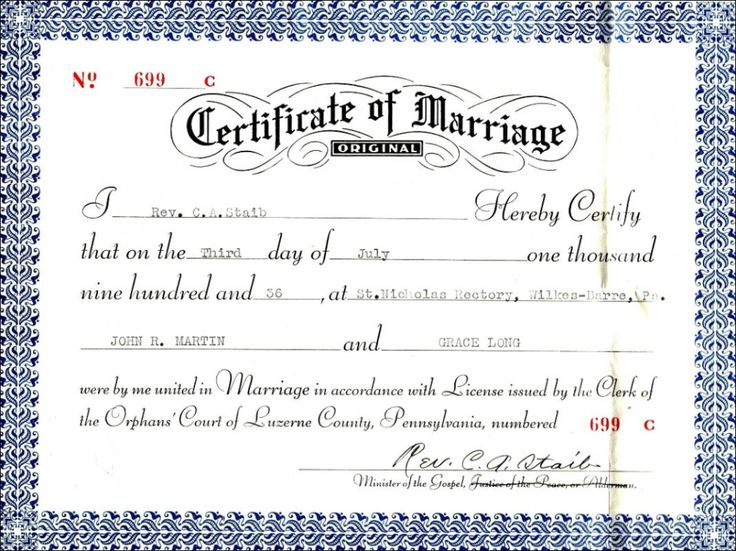 Nº 699 C
Certificate of Marriage
ORIGINAL
I Rev. C.A.Staib Hereby Certify
that on the Third day of July one thousand
nine hundred and 36, at St.Nicholas Rectory, Wilkes-Barre, Pa.
JOHN R. MARTIN and GRACE LONG
were by me united in Marriage in accordance with License issued by the Clerk of
the Orphans' Court of Luzerne County, Pennsylvania, numbered 699 C
Rev. C. A. Staib
Minister of the Gospel, Justice of the Peace, or Alderman.